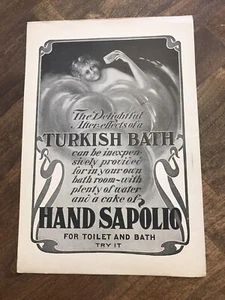 The Delightful
After-effects of a
TURKISH BATH
can be inexpen-
sively provided
for in your own
bath room-with
plenty of water
and a cake of
HAND SAPOLIO
FOR TOILET AND BATH
TRY IT